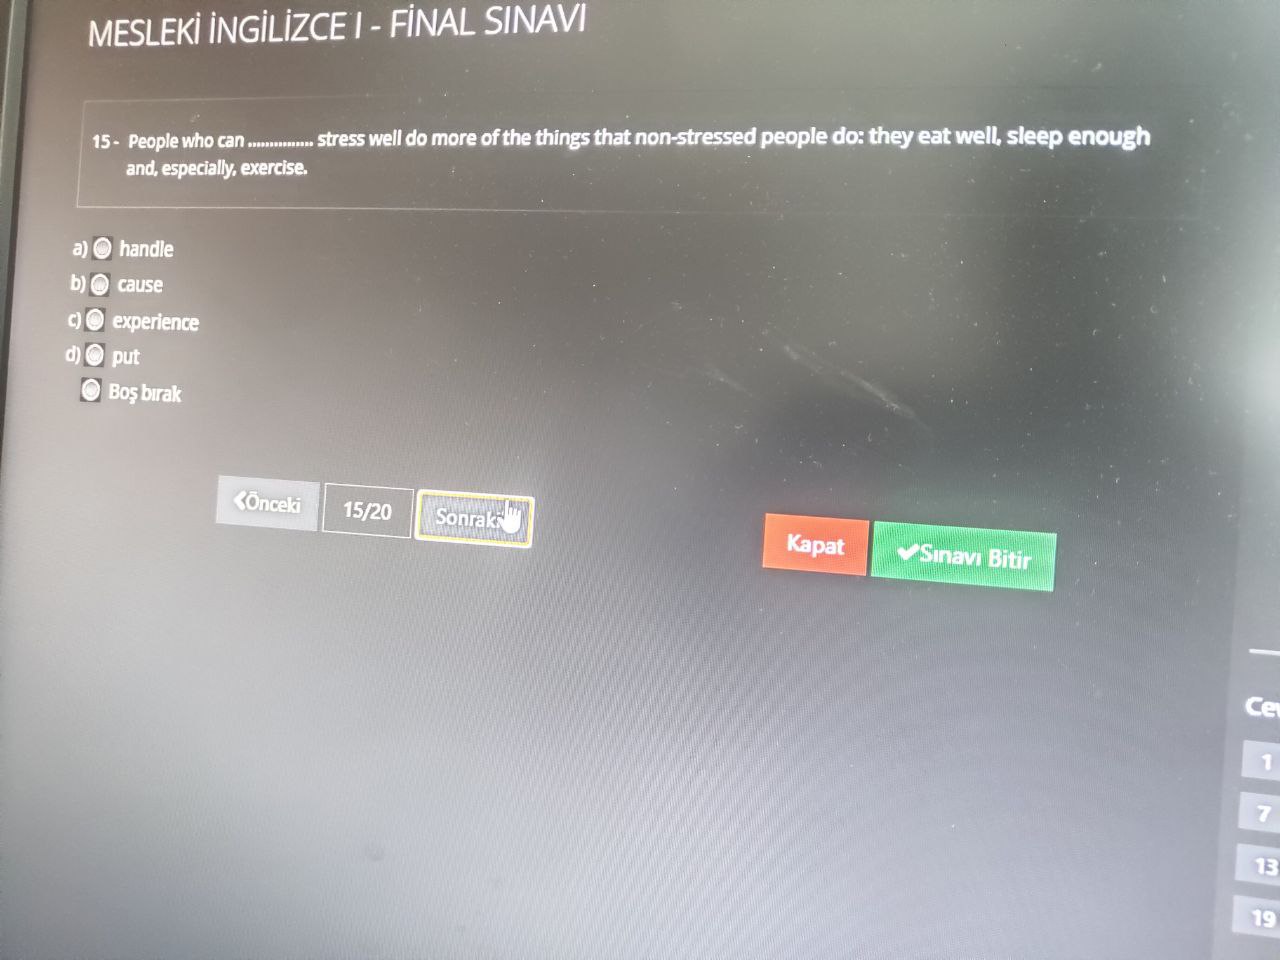 MESLEKİ İNGİLİZCE I - FİNAL SINAVI
15- People who can .............. stress well do more of the things that non-stressed people do: they eat well, sleep enough
and, especially, exercise.
a) handle
b) cause
c) experience
d) put
Boş bırak
Önceki 15/20 Sonraki
Kapat Sınavı Bitir
1
7
13
19